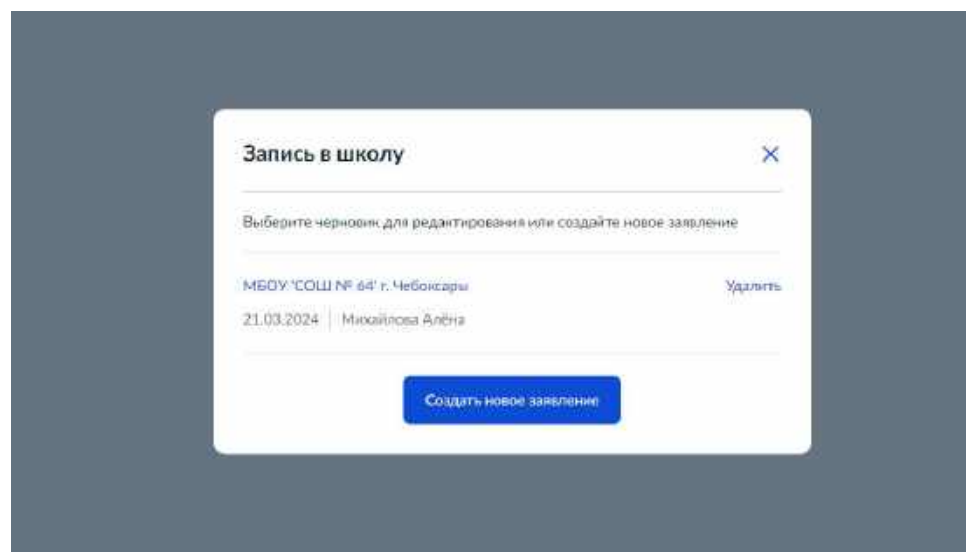 Запись в школу
Выберите черновик для редактирования или создайте новое заявление
МБОУ "СОШ № 64" г. Чебоксары
Удалить
21.03.2024 | Михайлова Алёна
Создать новое заявление